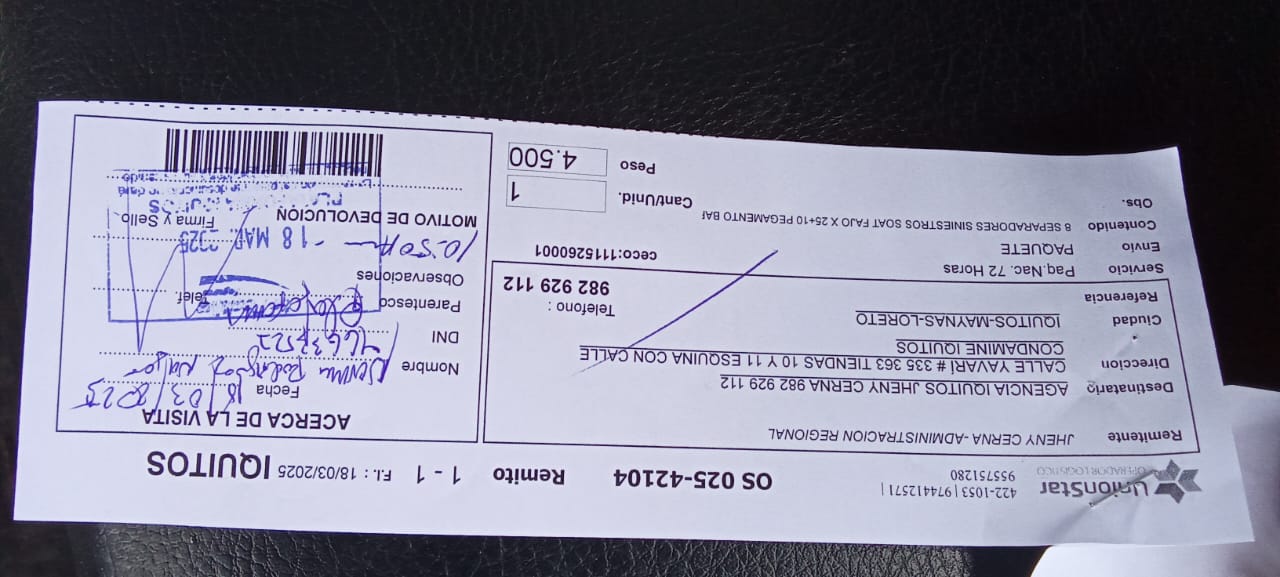 UnionStar
OPERADOR LOGISTICO
422-1053 | 974412571 |
955751280
OS 025-42104
Remito 1 - 1
F.I. : 18/03/2025
IQUITOS
Remitente JHENY CERNA- ADMINISTRACION REGIONAL
Destinatario AGENCIA IQUITOS JHENY CERNA 982 929 112
Direccion CALLE YAVARÍ # 335 363 TIENDAS 10 Y 11 ESQUINA CON CALLE
CONDAMINE IQUITOS
Ciudad IQUITOS-MAYNAS-LORETO
Referencia
Telefono :
982 929 112
Servicio Paq.Nac. 72 Horas
ceco:1115260001
Envio PAQUETE
Contenido 8 SEPARADORES SINIESTROS SOAT FAJO X 25+10 PEGAMENTO BAR
Obs.
Cant/Unid. 1
Peso 4.500
ACERCA DE LA VISITA
Fecha 18/03/2025
Nombre
DNI
Parentesco
Telef.
Observaciones
10:50 18 MAR. 2025
MOTIVO DE DEVOLUCIÓN
Firma y Sello